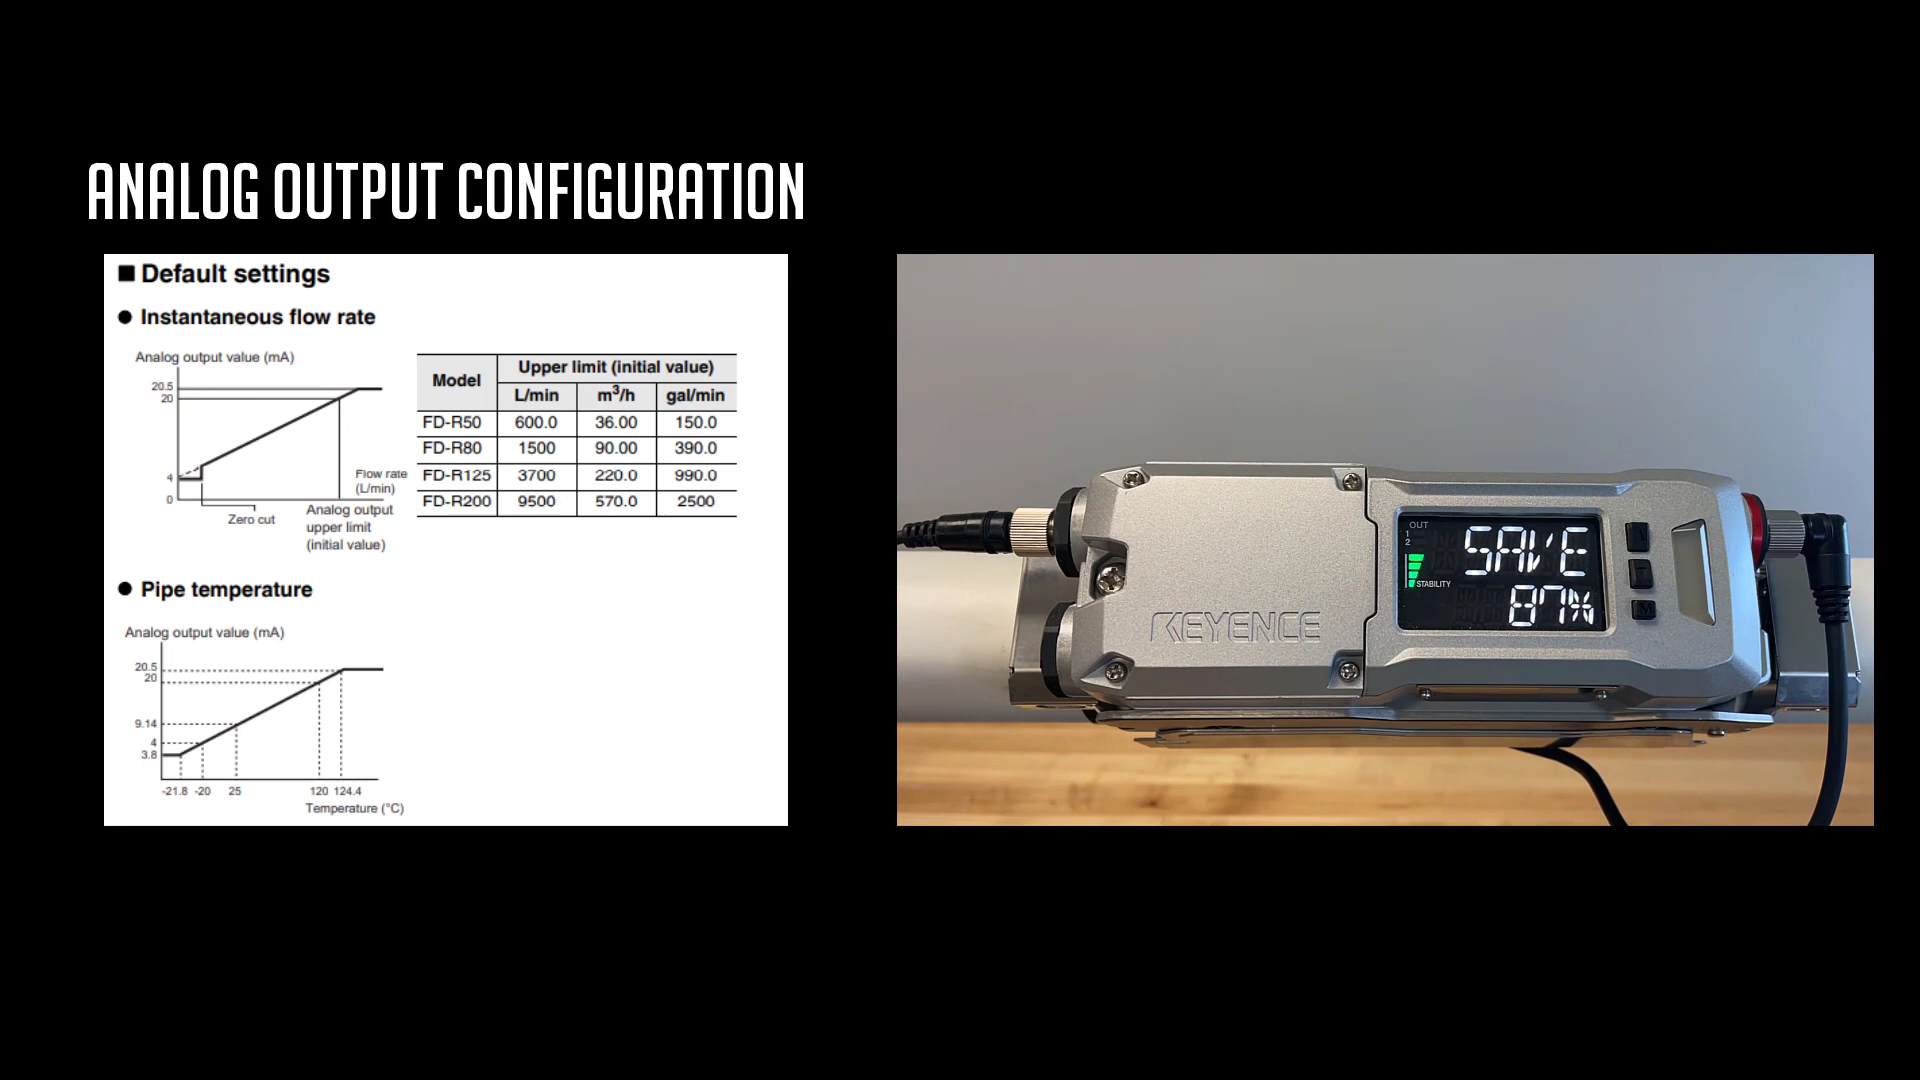 ANALOG OUTPUT CONFIGURATION
■ Default settings
● Instantaneous flow rate
Analog output value (mA)
20.5
20
4
0
Flow rate
(L/min)
Zero cut
Analog output
upper limit
(initial value)
Model Upper limit (initial value)
L/min m³/h gal/min
FD-R50 600.0 36.00 150.0
FD-R80 1500 90.00 390.0
FD-R125 3700 220.0 990.0
FD-R200 9500 570.0 2500
● Pipe temperature
Analog output value (mA)
20.5
20
9.14
4
3.8
-21.8 -20 25 120 124.4
Temperature (°C)
KEYENCE
OUT
1
2
STABILITY
SAVE
87%
M